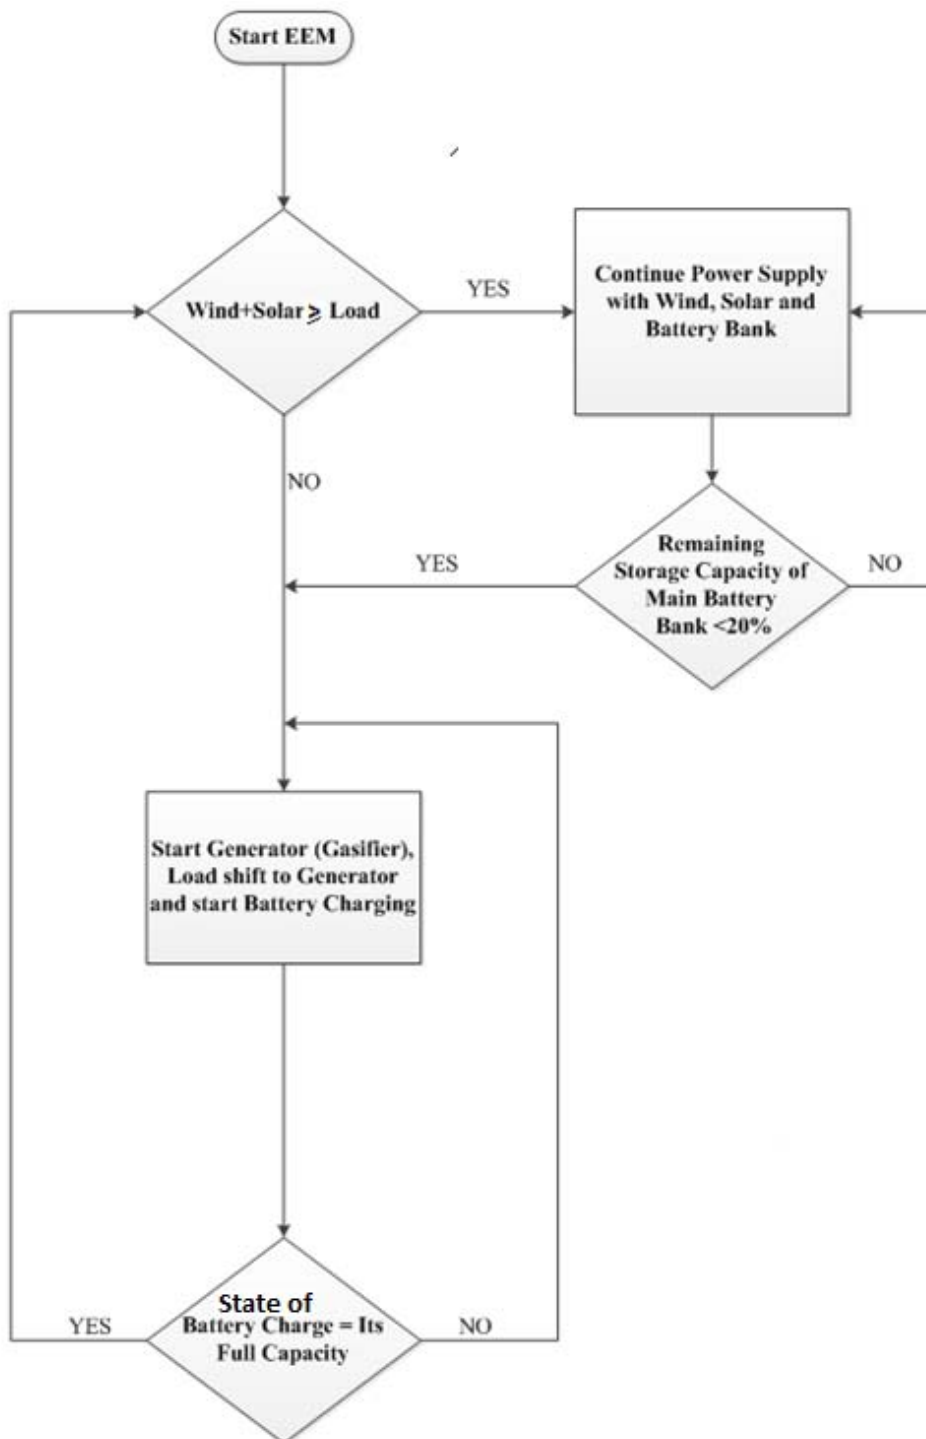 Start EEM
Wind+Solar ≥ Load
YES
Continue Power Supply
with Wind, Solar and
Battery Bank
NO
YES
Remaining
Storage Capacity of
Main Battery
Bank <20%
NO
Start Generator (Gasifier),
Load shift to Generator
and start Battery Charging
YES
State of
Battery Charge = Its
Full Capacity
NO